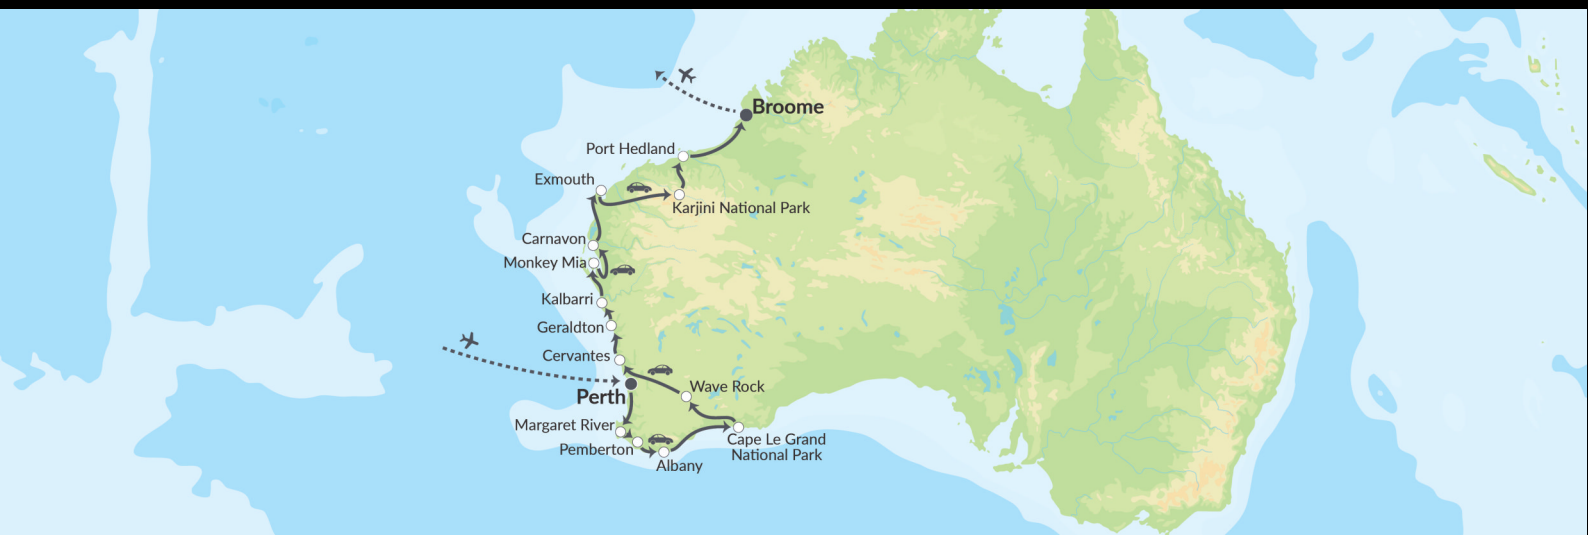 Broome
Port Hedland
Exmouth
Karjini National Park
Carnavon
Monkey Mia
Kalbarri
Geraldton
Cervantes
Wave Rock
Perth
Margaret River
Pemberton
Cape Le Grand
National Park
Albany